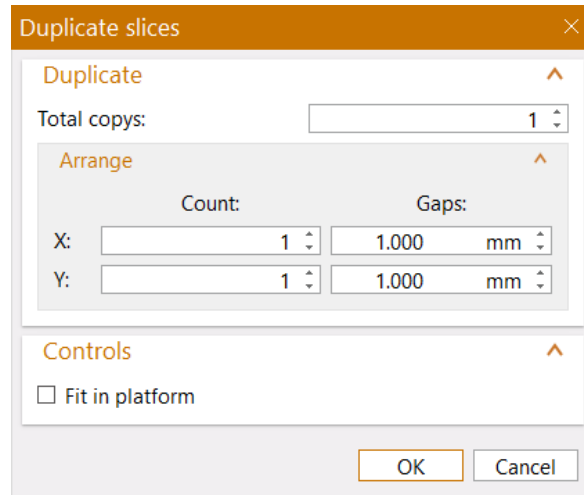 Duplicate slices
Duplicate
Total copys: 1
Arrange
Count: Gaps:
X: 1 1.000 mm
Y: 1 1.000 mm
Controls
Fit in platform
OK Cancel